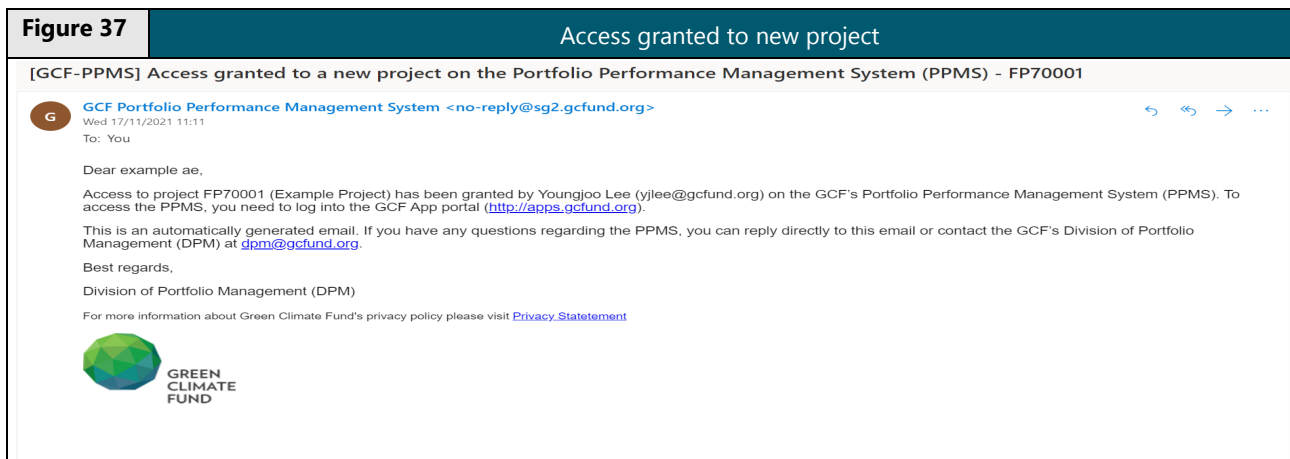 Figure 37
Access granted to new project
[GCF-PPMS] Access granted to a new project on the Portfolio Performance Management System (PPMS) - FP70001
G
GCF Portfolio Performance Management System <no-reply@sg2.gcfund.org>
Wed 17/11/2021 11:11
To: You
Dear example ae,
Access to project FP70001 (Example Project) has been granted by Youngjoo Lee (yjlee@gcfund.org) on the GCF's Portfolio Performance Management System (PPMS). To
access the PPMS, you need to log into the GCF App portal (http://apps.gcfund.org).
This is an automatically generated email. If you have any questions regarding the PPMS, you can reply directly to this email or contact the GCF's Division of Portfolio
Management (DPM) at dpm@gcfund.org.
Best regards,
Division of Portfolio Management (DPM)
For more information about Green Climate Fund's privacy policy please visit Privacy Statetement
GREEN
CLIMATE
FUND